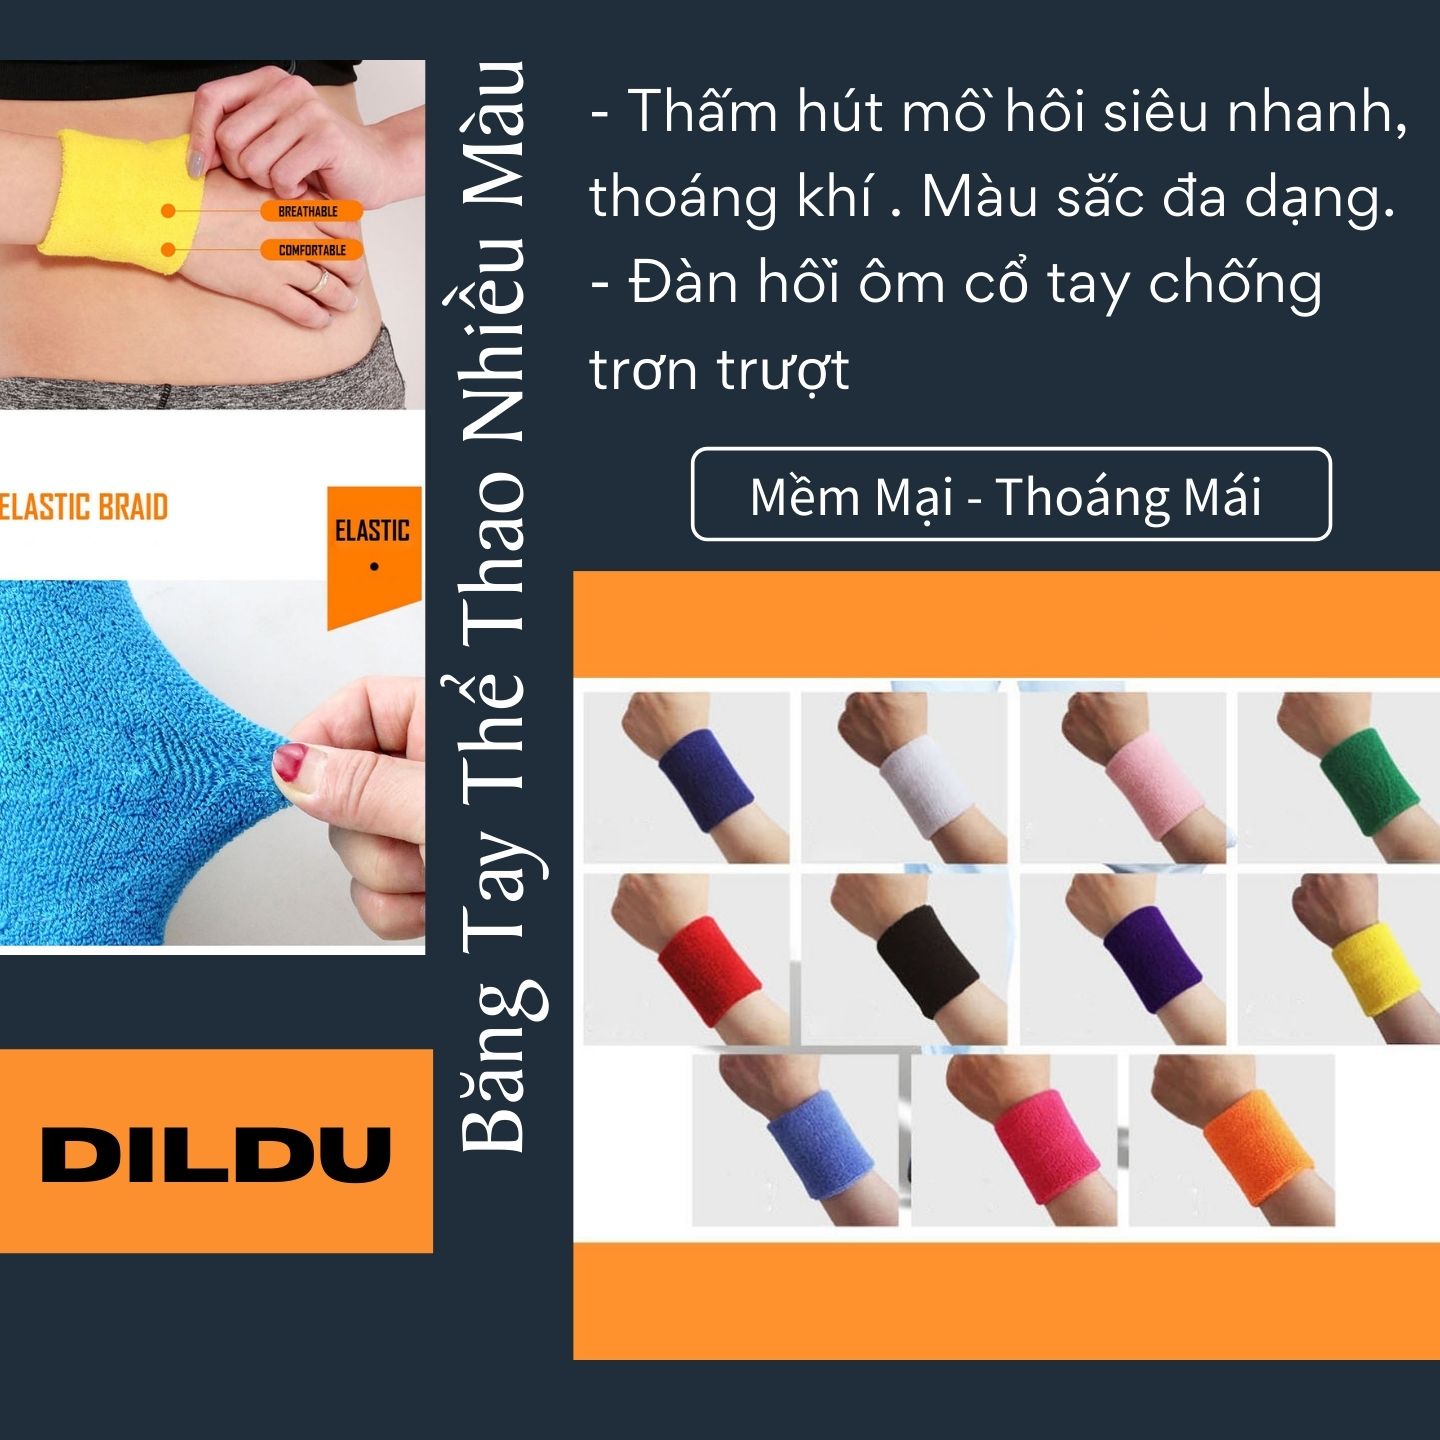 BREATHABLE
COMFORTABLE
ELASTIC BRAID
ELASTIC
DILDU
Băng Tay Thể Thao Nhiều Màu
- Thấm hút mồ hôi siêu nhanh,
thoáng khí . Màu sắc đa dạng.
- Đàn hồi ôm cổ tay chống
trơn trượt
Mềm Mại - Thoáng Mái